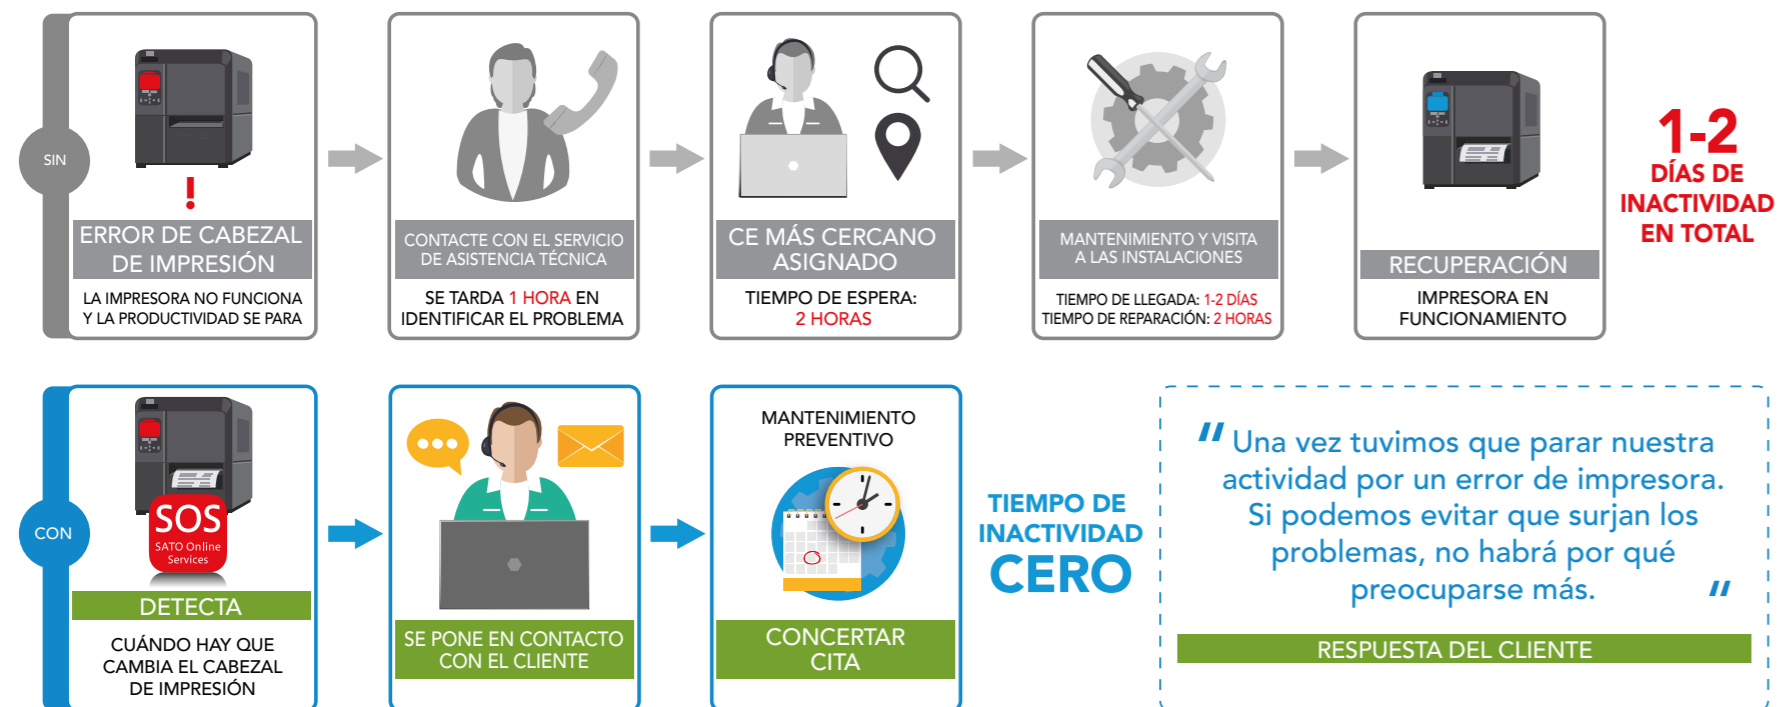 SIN
ERROR DE CABEZAL
DE IMPRESIÓN
LA IMPRESORA NO FUNCIONA
Y LA PRODUCTIVIDAD SE PARA
CONTACTE CON EL SERVICIO
DE ASISTENCIA TÉCNICA
SE TARDA 1 HORA EN
IDENTIFICAR EL PROBLEMA
CE MÁS CERCANO
ASIGNADO
TIEMPO DE ESPERA:
2 HORAS
MANTENIMIENTO Y VISITA
A LAS INSTALACIONES
TIEMPO DE LLEGADA: 1-2 DÍAS
TIEMPO DE REPARACIÓN: 2 HORAS
RECUPERACIÓN
IMPRESORA EN
FUNCIONAMIENTO
1-2
DÍAS DE
INACTIVIDAD
EN TOTAL
CON
SOS
SATO Online
Services
DETECTA
CUÁNDO HAY QUE
CAMBIA EL CABEZAL
DE IMPRESIÓN
SE PONE EN CONTACTO
CON EL CLIENTE
MANTENIMIENTO
PREVENTIVO
CONCERTAR
CITA
TIEMPO DE
INACTIVIDAD
CERO
" Una vez tuvimos que parar nuestra
actividad por un error de impresora.
Si podemos evitar que surjan los
problemas, no habrá por qué
preocuparse más. "
RESPUESTA DEL CLIENTE